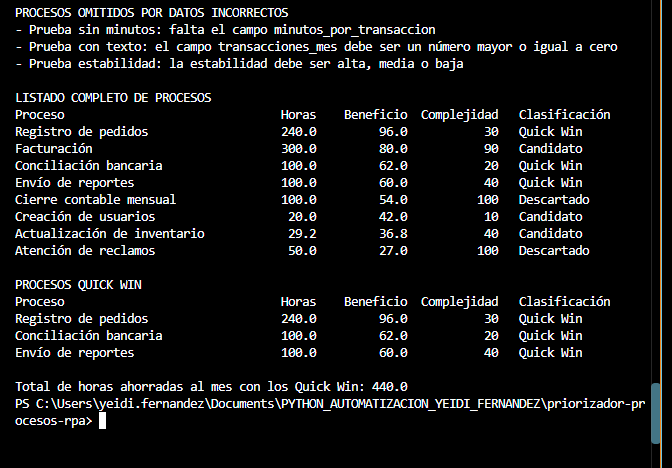 PROCESOS OMITIDOS POR DATOS INCORRECTOS
- Prueba sin minutos: falta el campo minutos_por_transaccion
- Prueba con texto: el campo transacciones_mes debe ser un número mayor o igual a cero
- Prueba estabilidad: la estabilidad debe ser alta, media o baja
LISTADO COMPLETO DE PROCESOS
Proceso Horas Beneficio Complejidad Clasificación
Registro de pedidos 240.0 96.0 30 Quick Win
Facturación 300.0 80.0 90 Candidato
Conciliación bancaria 100.0 62.0 20 Quick Win
Envío de reportes 100.0 60.0 40 Quick Win
Cierre contable mensual 100.0 54.0 100 Descartado
Creación de usuarios 20.0 42.0 10 Candidato
Actualización de inventario 29.2 36.8 40 Candidato
Atención de reclamos 50.0 27.0 100 Descartado
PROCESOS QUICK WIN
Proceso Horas Beneficio Complejidad Clasificación
Registro de pedidos 240.0 96.0 30 Quick Win
Conciliación bancaria 100.0 62.0 20 Quick Win
Envío de reportes 100.0 60.0 40 Quick Win
Total de horas ahorradas al mes con los Quick Win: 440.0
PS C:\Users\yeidi.fernandez\Documents\PYTHON_AUTOMATIZACION_YEIDI_FERNANDEZ\priorizador-pr
ocesos-rpa>